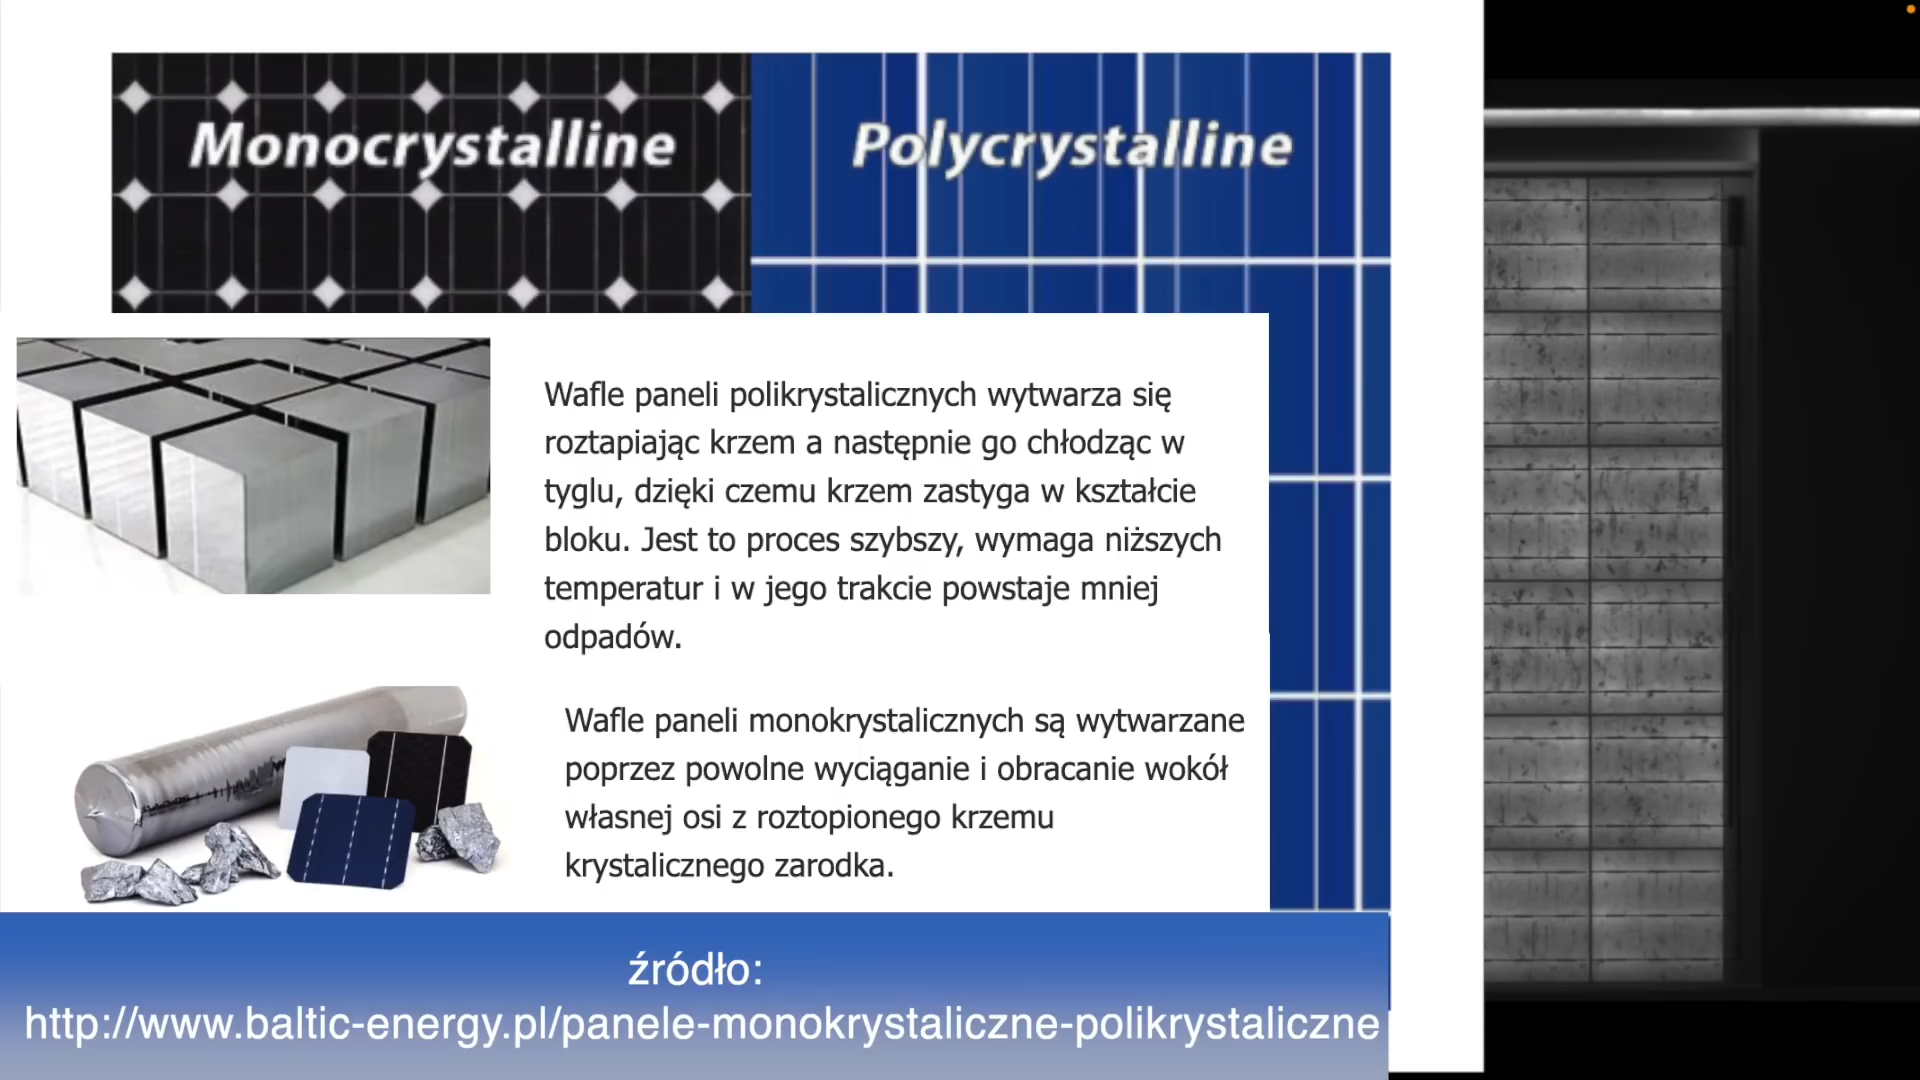 Monocrystalline
Polycrystalline
Wafle paneli polikrystalicznych wytwarza się
roztapiając krzem a następnie go chłodząc w
tyglu, dzięki czemu krzem zastyga w kształcie
bloku. Jest to proces szybszy, wymaga niższych
temperatur i w jego trakcie powstaje mniej
odpadów.
Wafle paneli monokrystalicznych są wytwarzane
poprzez powolne wyciąganie i obracanie wokół
własnej osi z roztopionego krzemu
krystalicznego zarodka.
źródło:
http://www.baltic-energy.pl/panele-monokrystaliczne-polikrystaliczne